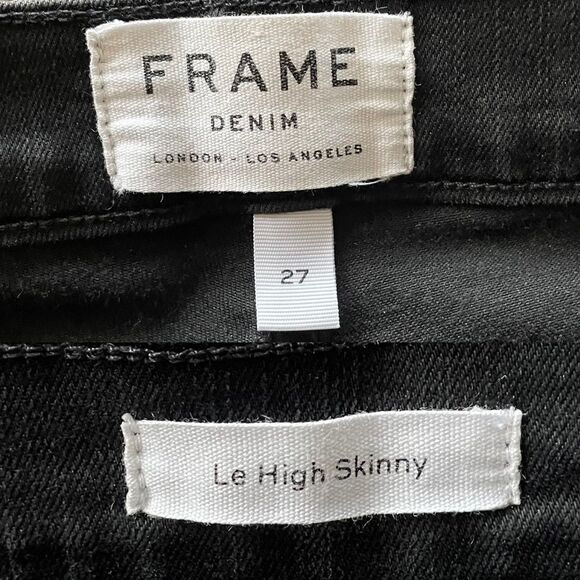 FRAME
DENIM
LONDON - LOS ANGELES
27
Le High Skinny